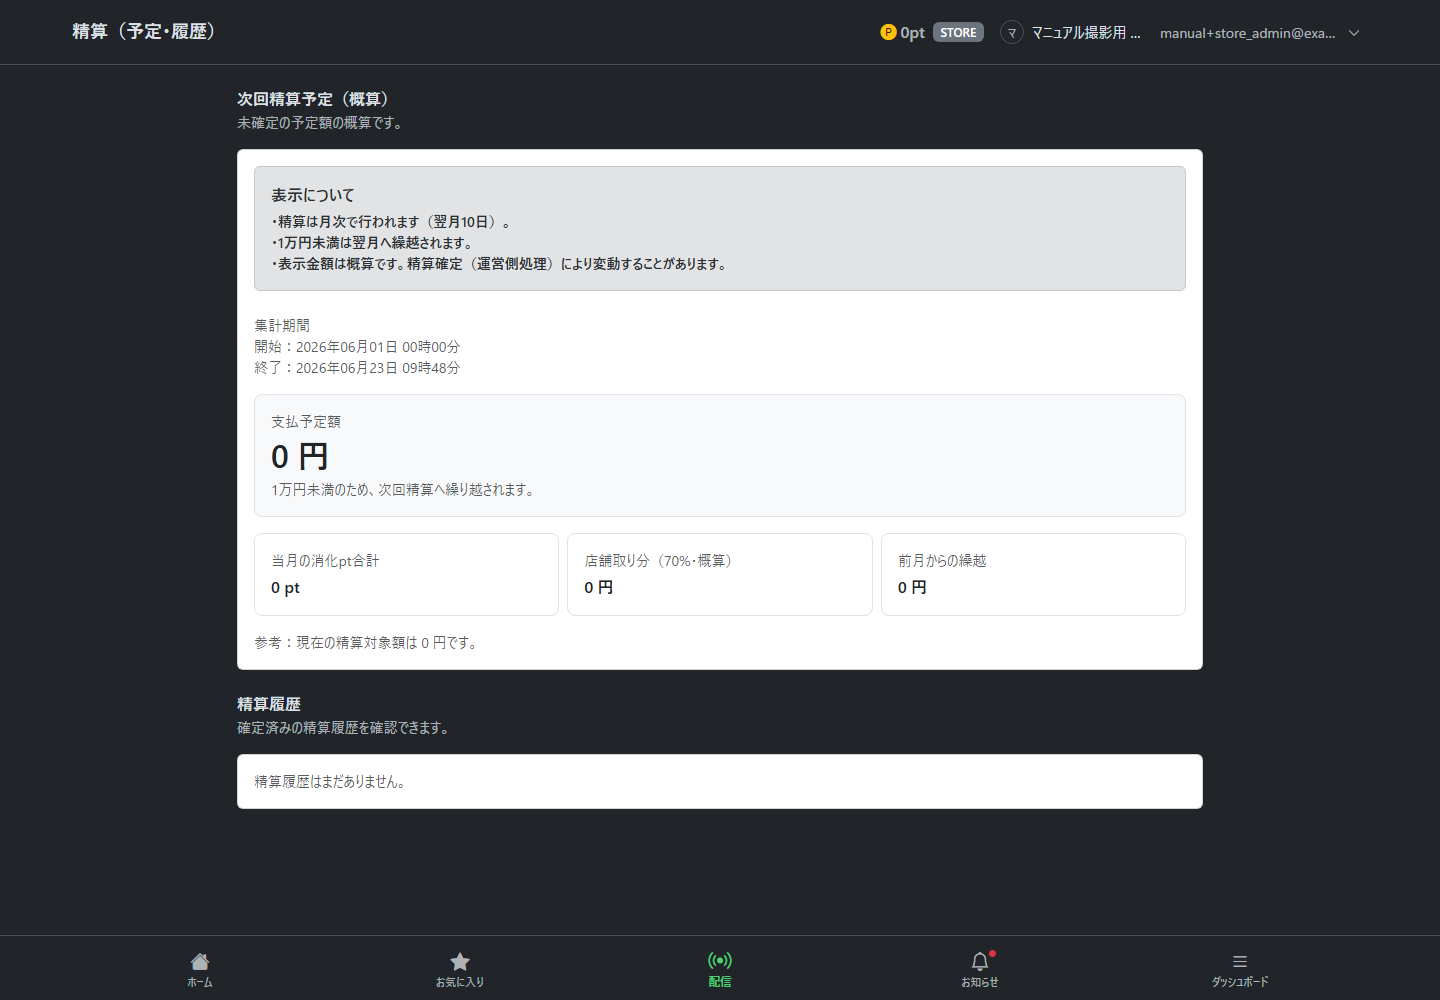 精算（予定・履歴）
P 0pt STORE マ マニュアル撮影用 ... manual+store_admin@exa...
次回精算予定（概算）
未確定の予定額の概算です。
表示について
・精算は月次で行われます（翌月10日）。
・1万円未満は翌月へ繰越されます。
・表示金額は概算です。精算確定（運営側処理）により変動することがあります。
集計期間
開始：2026年06月01日 00時00分
終了：2026年06月23日 09時48分
支払予定額
0 円
1万円未満のため、次回精算へ繰り越されます。
当月の消化pt合計
0 pt
店舗取り分（70%・概算）
0 円
前月からの繰越
0 円
参考：現在の精算対象額は 0 円です。
精算履歴
確定済みの精算履歴を確認できます。
精算履歴はまだありません。
ホーム
お気に入り
配信
お知らせ
ダッシュボード